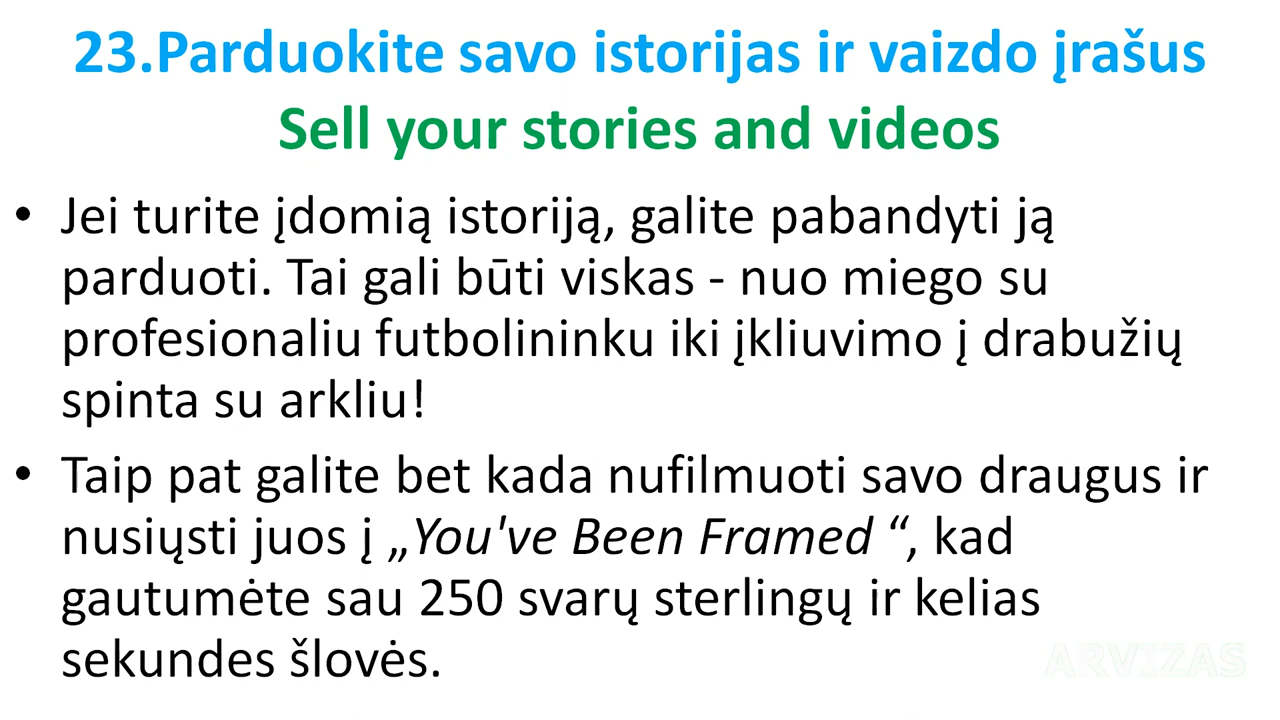 23.Parduokite savo istorijas ir vaizdo įrašus
Sell your stories and videos
• Jei turite įdomią istoriją, galite pabandyti ją
parduoti. Tai gali būti viskas - nuo miego su
profesionaliu futbolininku iki įkliuvimo į drabužių
spinta su arkliu!
• Taip pat galite bet kada nufilmuoti savo draugus ir
nusiųsti juos į „You've Been Framed “, kad
gautumėte sau 250 svarų sterlingų ir kelias
sekundes šlovės.
ARVIZAS